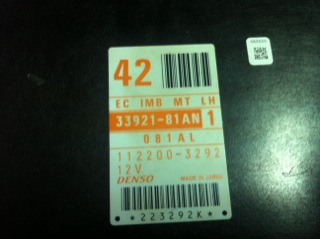 42
EC IMB MT LH
33921-81AN 1
081AL
112200-3292
12V
DENSO MADE IN JAPAN
*223292K*